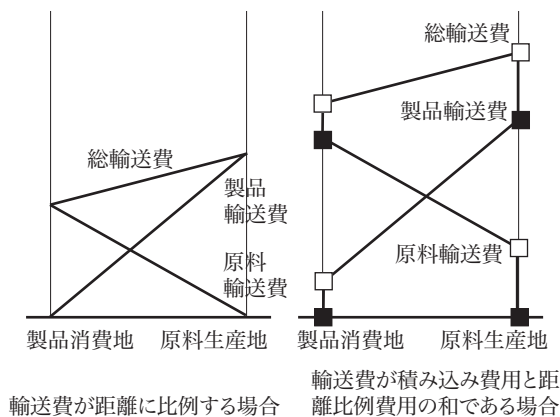 総輸送費
製品
輸送費
原料
輸送費
製品消費地
原料生産地
輸送費が距離に比例する場合
総輸送費
製品輸送費
原料輸送費
製品消費地
原料生産地
輸送費が積み込み費用と距
離比例費用の和である場合